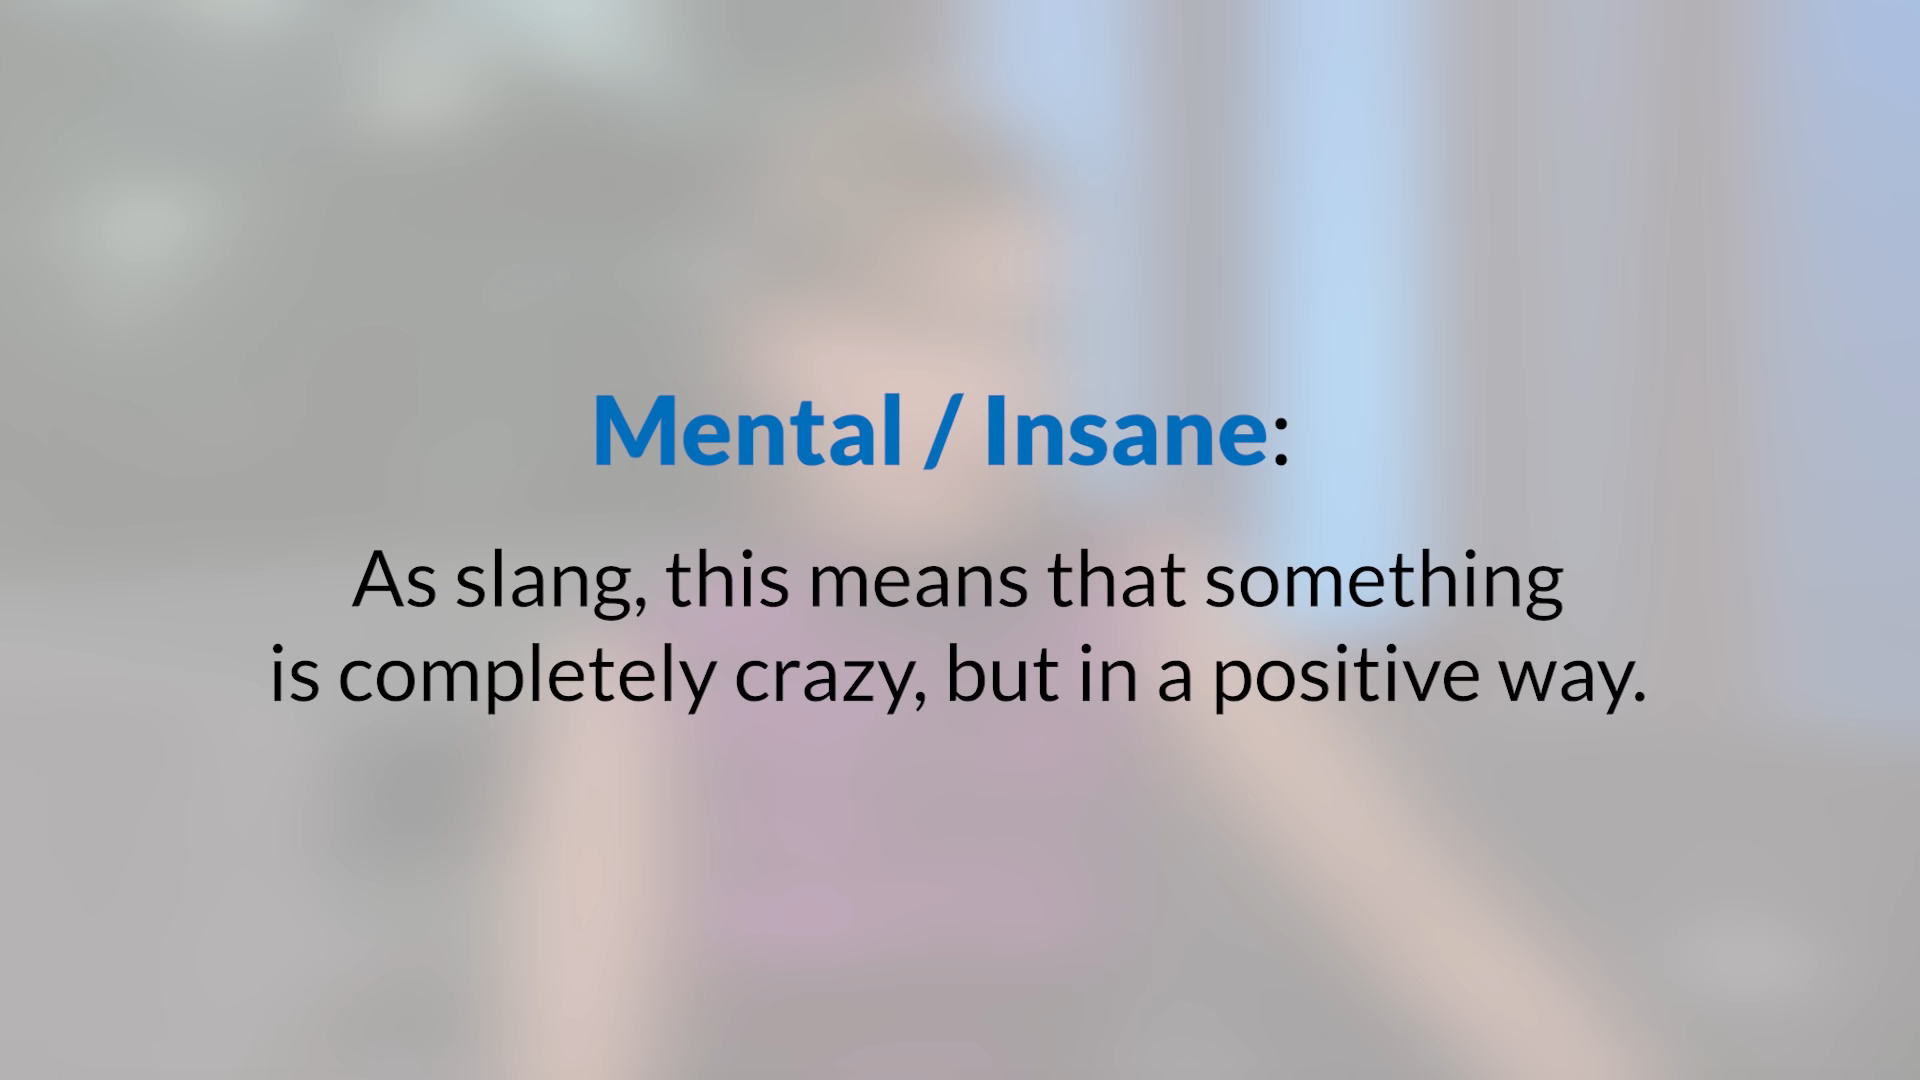 Mental / Insane:
As slang, this means that something
is completely crazy, but in a positive way.